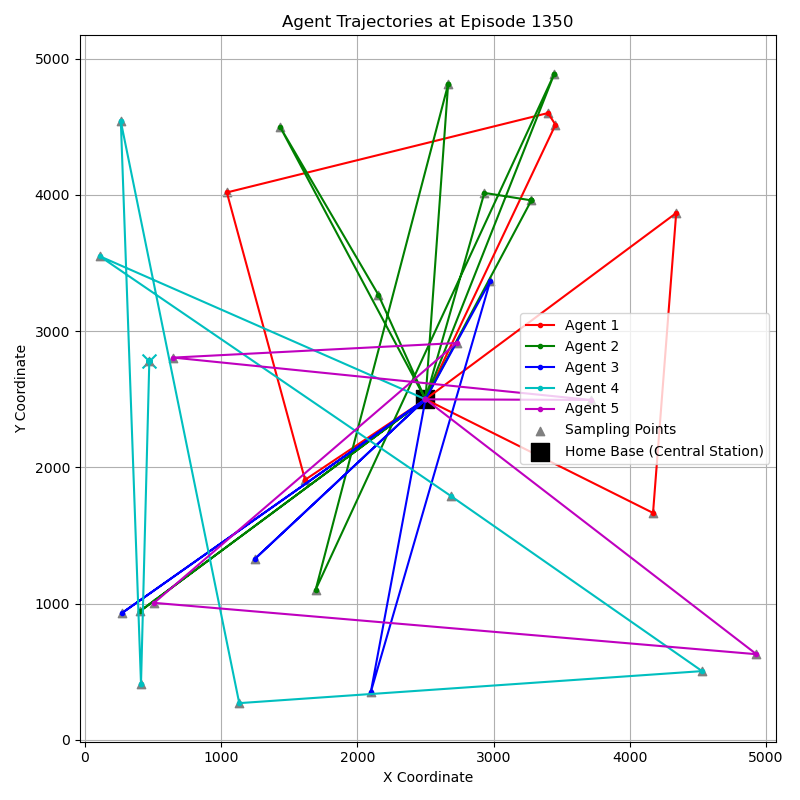 Agent Trajectories at Episode 1350
Y Coordinate
5000
4000
3000
2000
1000
0
Agent 1
Agent 2
Agent 3
Agent 4
Agent 5
Sampling Points
Home Base (Central Station)
0 1000 2000 3000 4000 5000
X Coordinate